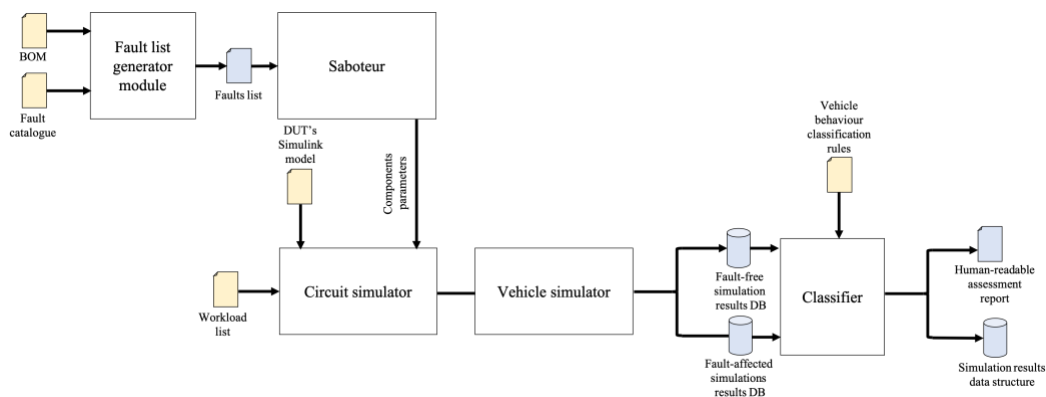 BOM
Fault
catalogue
Fault list
generator
module
Faults list
Saboteur
DUT's
Simulink
model
Components
parameters
Workload
list
Circuit simulator
Vehicle simulator
Fault-free
simulation
results DB
Fault-affected
simulations
results DB
Vehicle
behaviour
classification
rules
Classifier
Human-readable
assessment
report
Simulation results
data structure